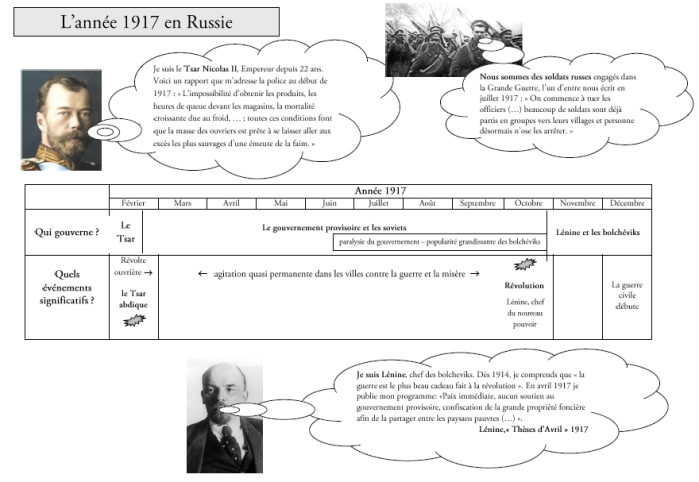 L'année 1917 en Russie
Je suis le Tsar Nicolas II, Empereur depuis 22 ans.
Voici un rapport que m'adresse la police au début de
1917 : « L'impossibilité d'obtenir les produits, les
heures de queue devant les magasins, la mortalité
croissante due au froid, … ; toutes ces conditions font
que la masse des ouvriers est prête à se laisser aller aux
excès les plus sauvages d'une émeute de la faim. »
Nous sommes des soldats russes engagés dans
la Grande Guerre, l'un d'entre nous écrit en
juillet 1917 : « On commence à tuer les
officiers (…) beaucoup de soldats sont déjà
partis en groupes vers leurs villages et personne
désormais n'ose les arrêter. »
Année 1917
Février Mars Avril Mai Juin Juillet Août Septembre Octobre Novembre Décembre
Qui gouverne ?
Le
Tsar
Le gouvernement provisoire et les soviets
paralysie du gouvernement – popularité grandissante des bolchéviks
Lénine et les bolchéviks
Quels
événements
significatifs ?
Révolte
ouvrière →
le Tsar
abdique
← agitation quasi permanente dans les villes contre la guerre et la misère →
Révolution
Lénine, chef
du nouveau
pouvoir
La guerre
civile
débute
Je suis Lénine, chef des bolcheviks. Dès 1914, je comprends que « la
guerre est le plus beau cadeau fait à la révolution ». En avril 1917 je
publie mon programme: «Paix immédiate, aucun soutien au
gouvernement provisoire, confiscation de la grande propriété foncière
afin de la partager entre les paysans pauvres (…) ».
Lénine,« Thèses d'Avril » 1917